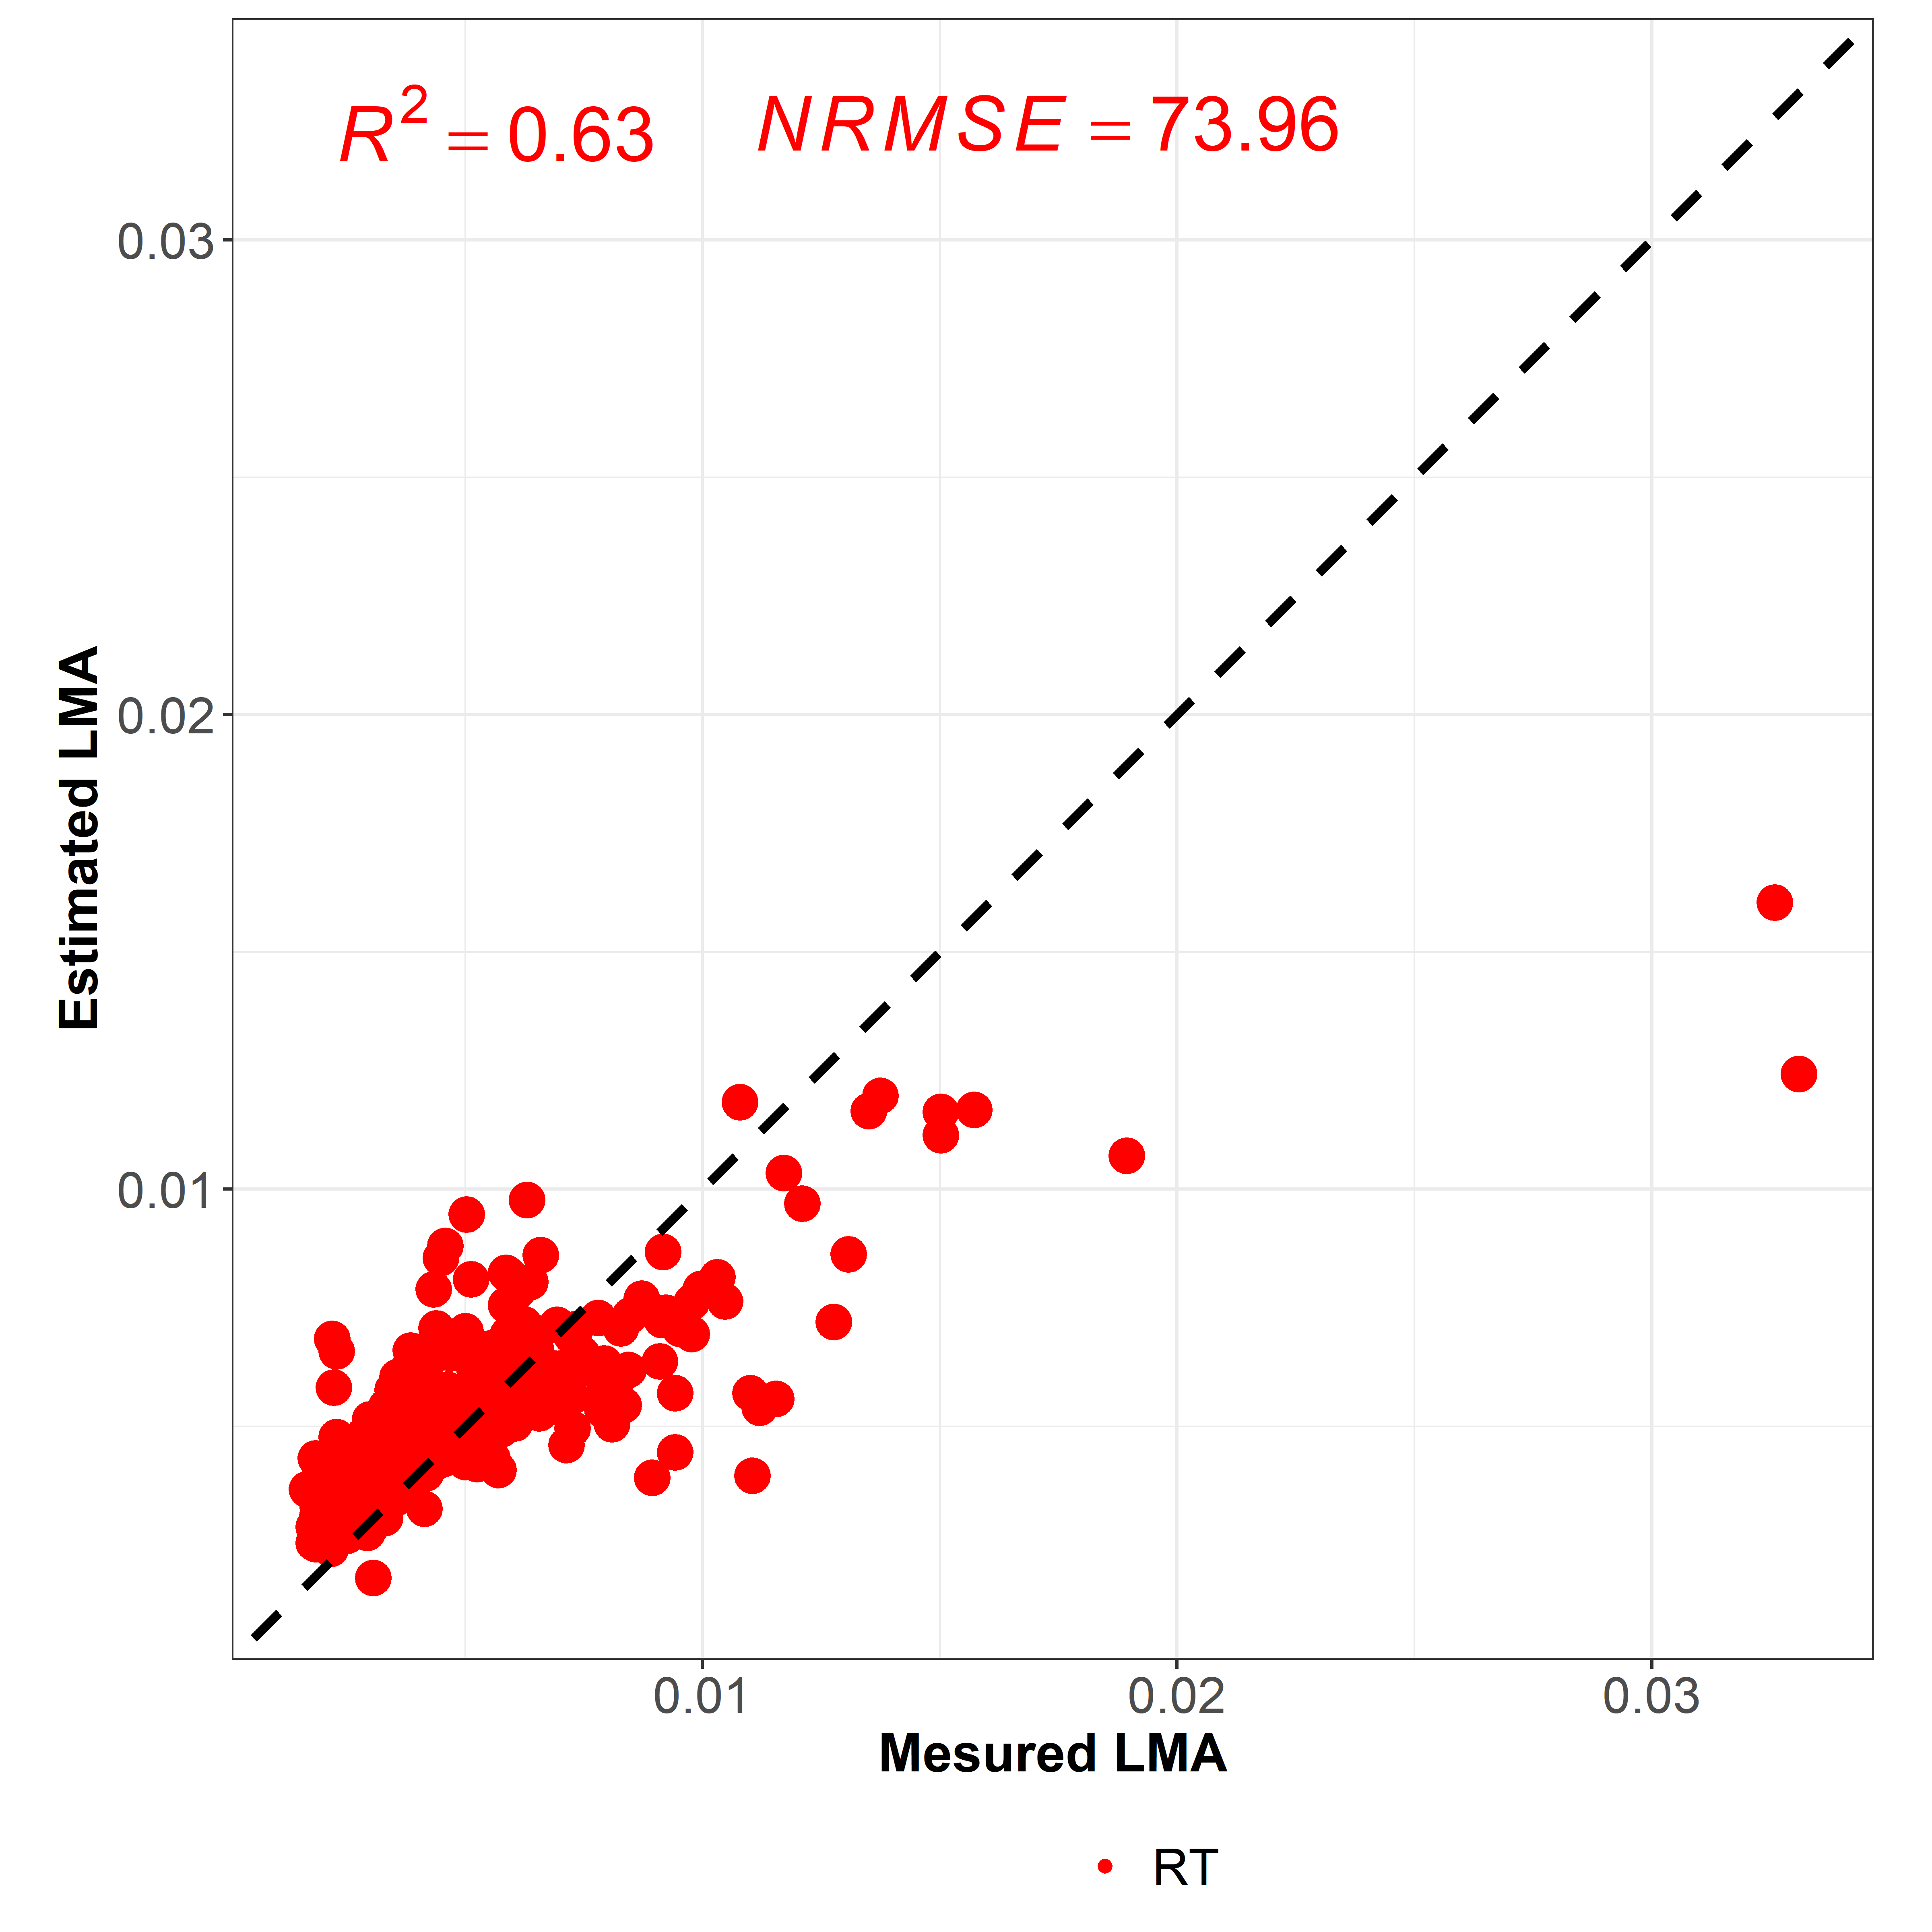 R² = 0.63 NRMSE = 73.96
0.03
0.02
0.01
Estimated LMA
0.01 0.02 0.03
Mesured LMA
RT